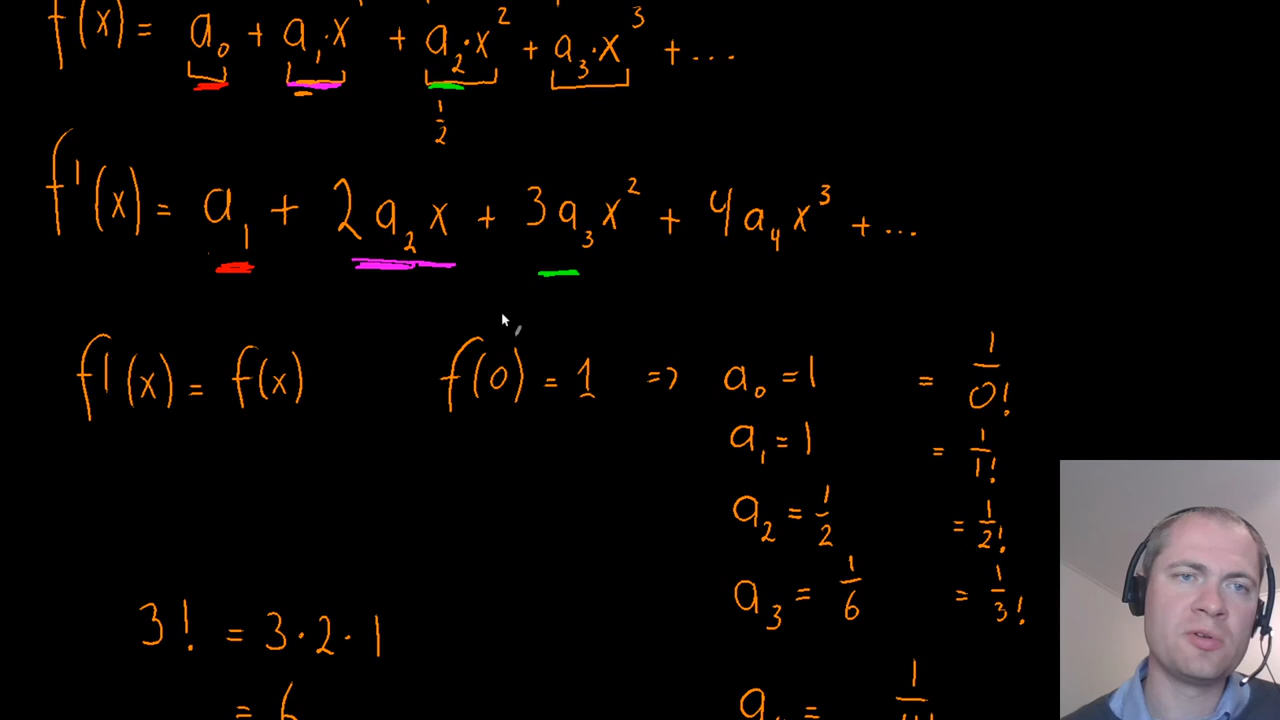 f(x) = a₀ + a₁·x + a₂·x² + a₃·x³ + ...
1/2
f'(x) = a₁ + 2a₂x + 3a₃x² + 4a₄x³ + ...
f'(x) = f(x) f(0) = 1 => a₀ = 1 = 1/0!
a₁ = 1 = 1/1!
a₂ = 1/2 = 1/2!
a₃ = 1/6 = 1/3!
3! = 3·2·1
= 6